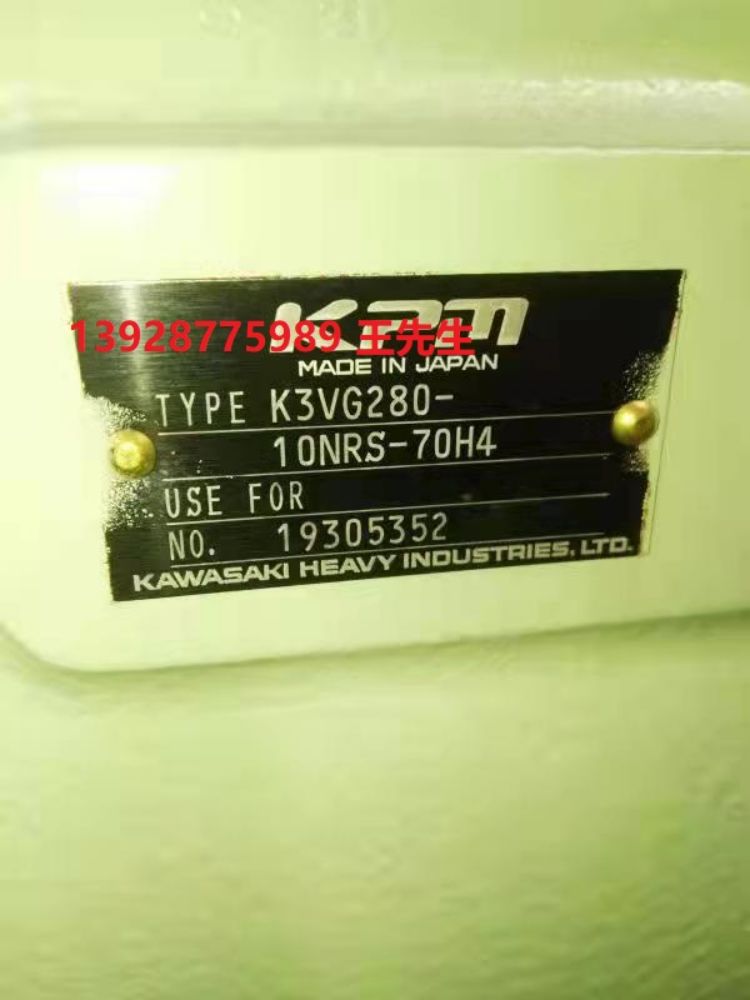 KPM
13928775989 王先生
MADE IN JAPAN
TYPE K3VG280-
10NRS-70H4
USE FOR
NO. 19305352
KAWASAKI HEAVY INDUSTRIES, LTD.